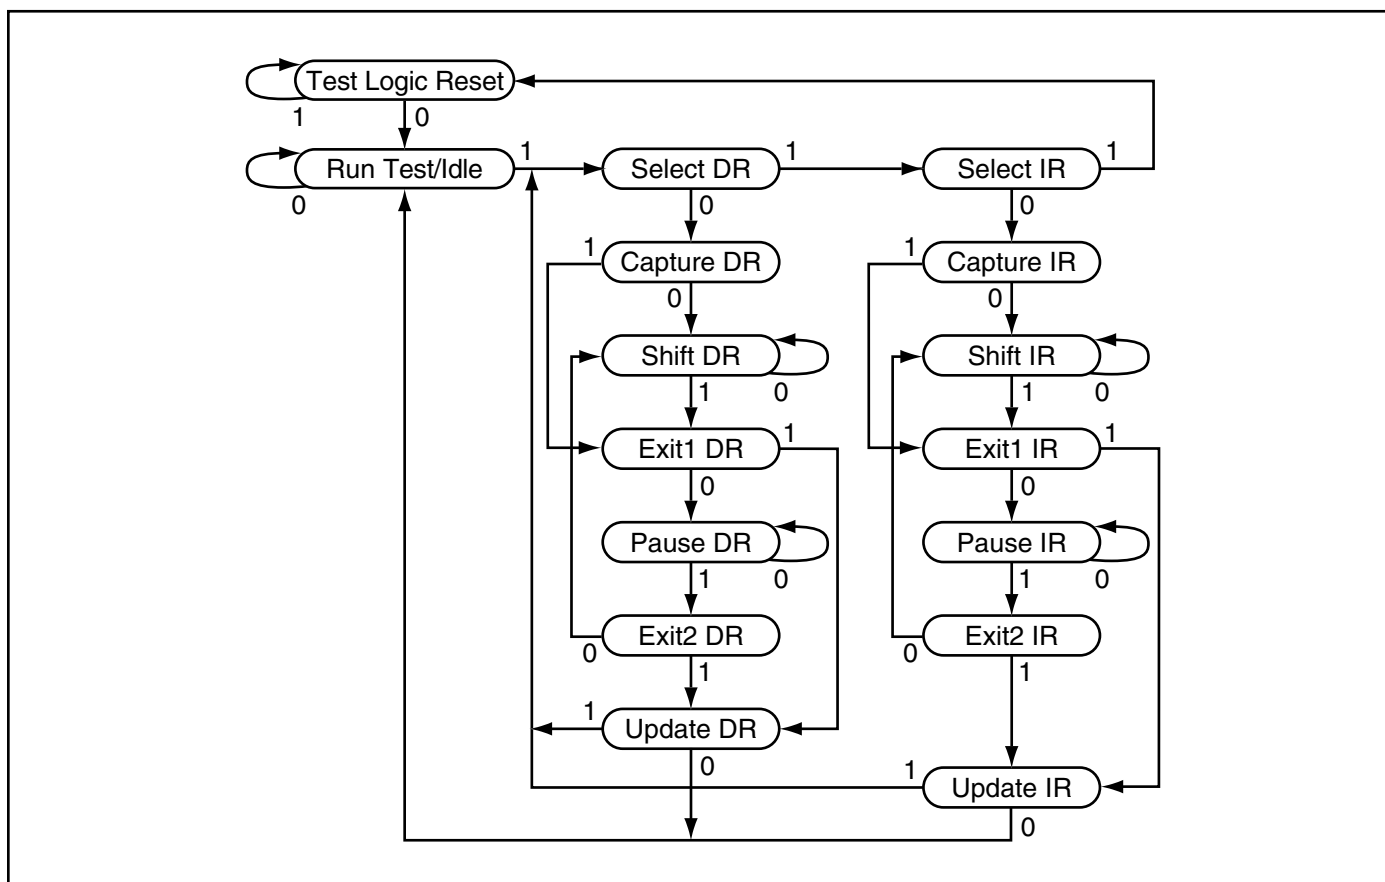 Test Logic Reset
1 0
Run Test/Idle 1 Select DR 1 Select IR 1
0 0 0
1 Capture DR 1 Capture IR
0 0
Shift DR Shift IR
1 0 1 0
Exit1 DR 1 Exit1 IR 1
0 0
Pause DR Pause IR
1 0 1 0
Exit2 DR Exit2 IR
0 1 0 1
1 Update DR
0 1 Update IR
0